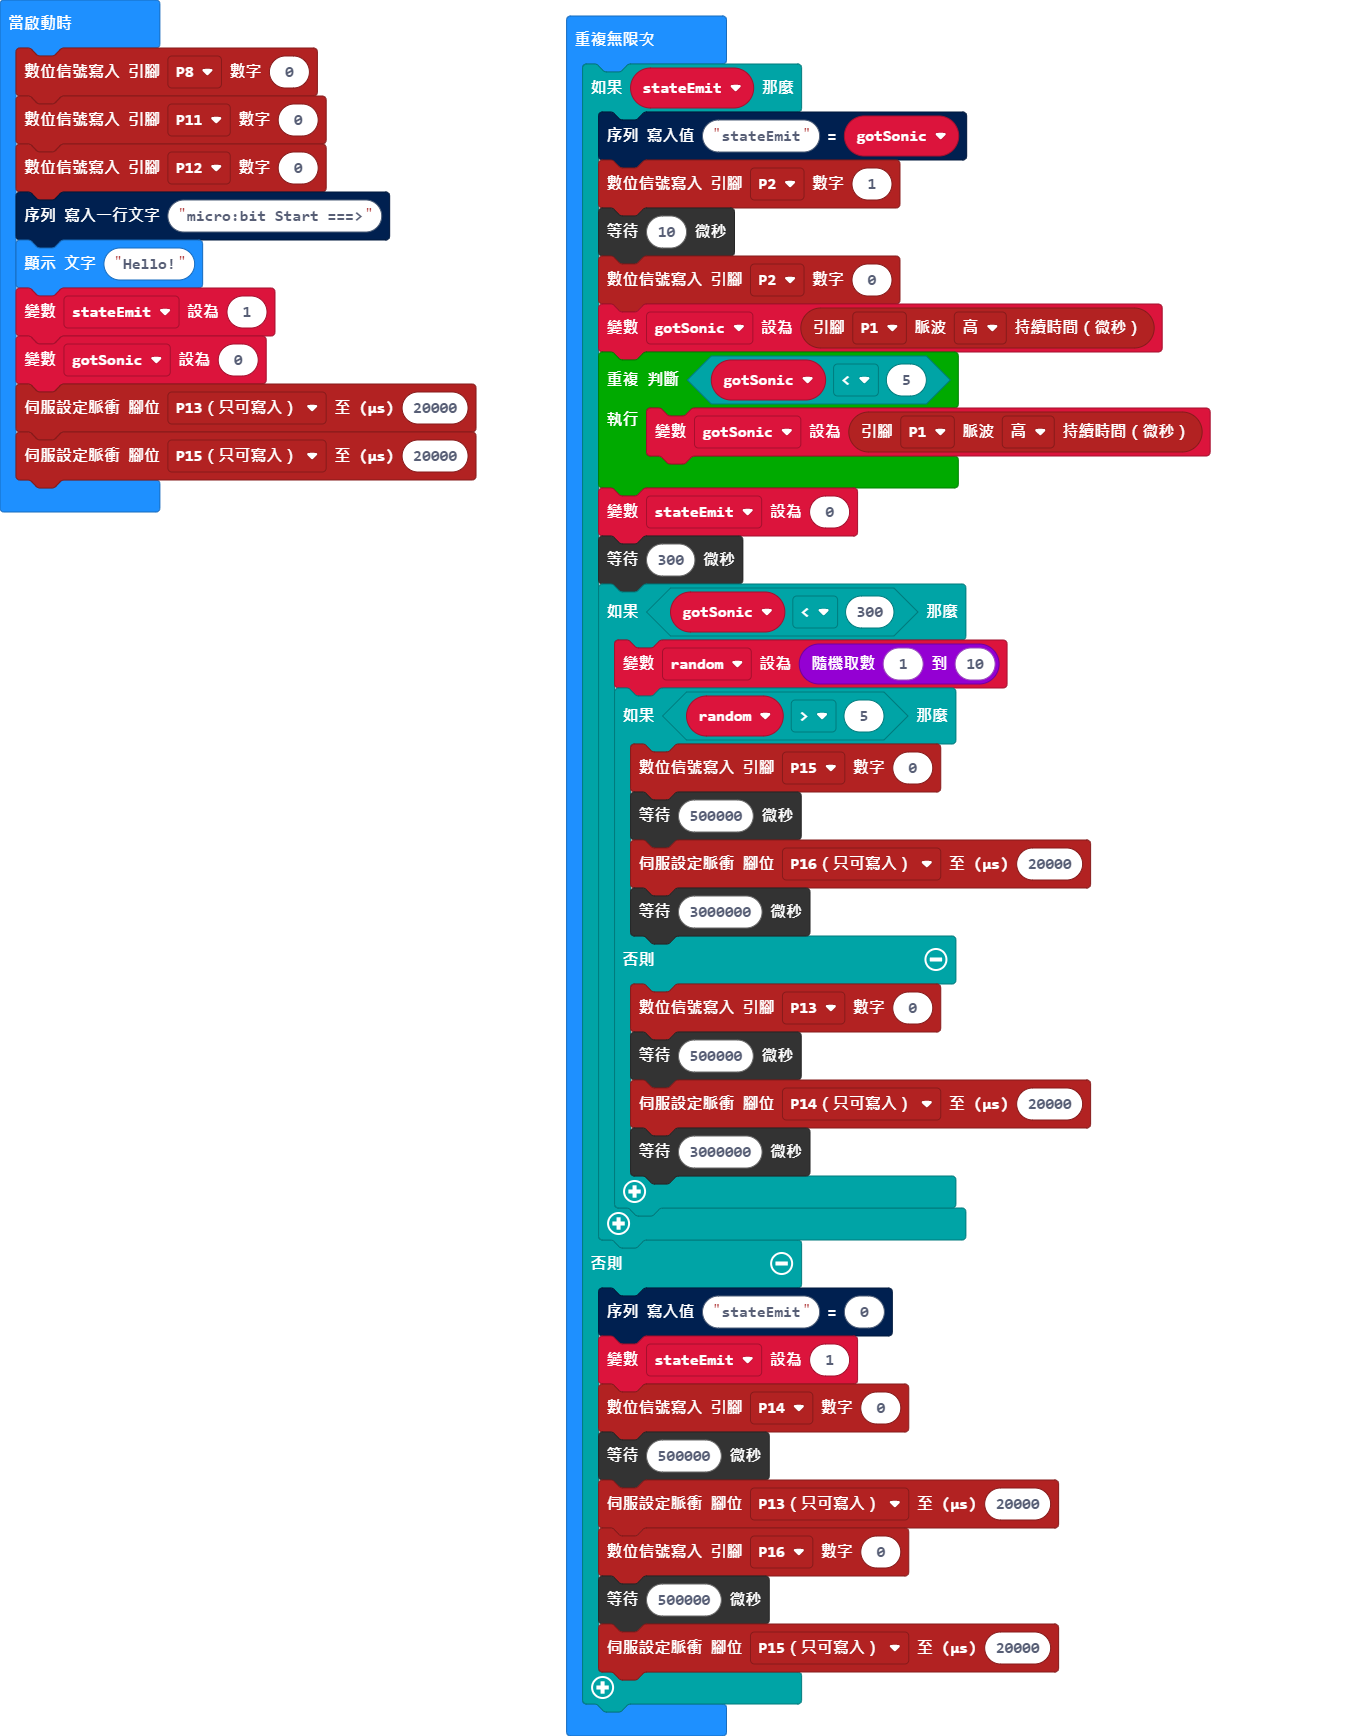 當啟動時
數位信號寫入 引腳 P8 數字 0
數位信號寫入 引腳 P11 數字 0
數位信號寫入 引腳 P12 數字 0
序列 寫入一行文字 "micro:bit Start ===>"
顯示 文字 "Hello!"
變數 stateEmit 設為 1
變數 gotSonic 設為 0
伺服設定脈衝 腳位 P13(只可寫入) 至 (μs) 20000
伺服設定脈衝 腳位 P15(只可寫入) 至 (μs) 20000
重複無限次
如果 stateEmit 那麼
序列 寫入值 "stateEmit" = gotSonic
數位信號寫入 引腳 P2 數字 1
等待 10 微秒
數位信號寫入 引腳 P2 數字 0
變數 gotSonic 設為 引腳 P1 脈波 高 持續時間(微秒)
重複 判斷 gotSonic < 5
執行 變數 gotSonic 設為 引腳 P1 脈波 高 持續時間(微秒)
變數 stateEmit 設為 0
等待 300 微秒
如果 gotSonic < 300 那麼
變數 random 設為 隨機取數 1 到 10
如果 random > 5 那麼
數位信號寫入 引腳 P15 數字 0
等待 500000 微秒
伺服設定脈衝 腳位 P16(只可寫入) 至 (μs) 20000
等待 3000000 微秒
否則
數位信號寫入 引腳 P13 數字 0
等待 500000 微秒
伺服設定脈衝 腳位 P14(只可寫入) 至 (μs) 20000
等待 3000000 微秒
否則
序列 寫入值 "stateEmit" = 0
變數 stateEmit 設為 1
數位信號寫入 引腳 P14 數字 0
等待 500000 微秒
伺服設定脈衝 腳位 P13(只可寫入) 至 (μs) 20000
數位信號寫入 引腳 P16 數字 0
等待 500000 微秒
伺服設定脈衝 腳位 P15(只可寫入) 至 (μs) 20000